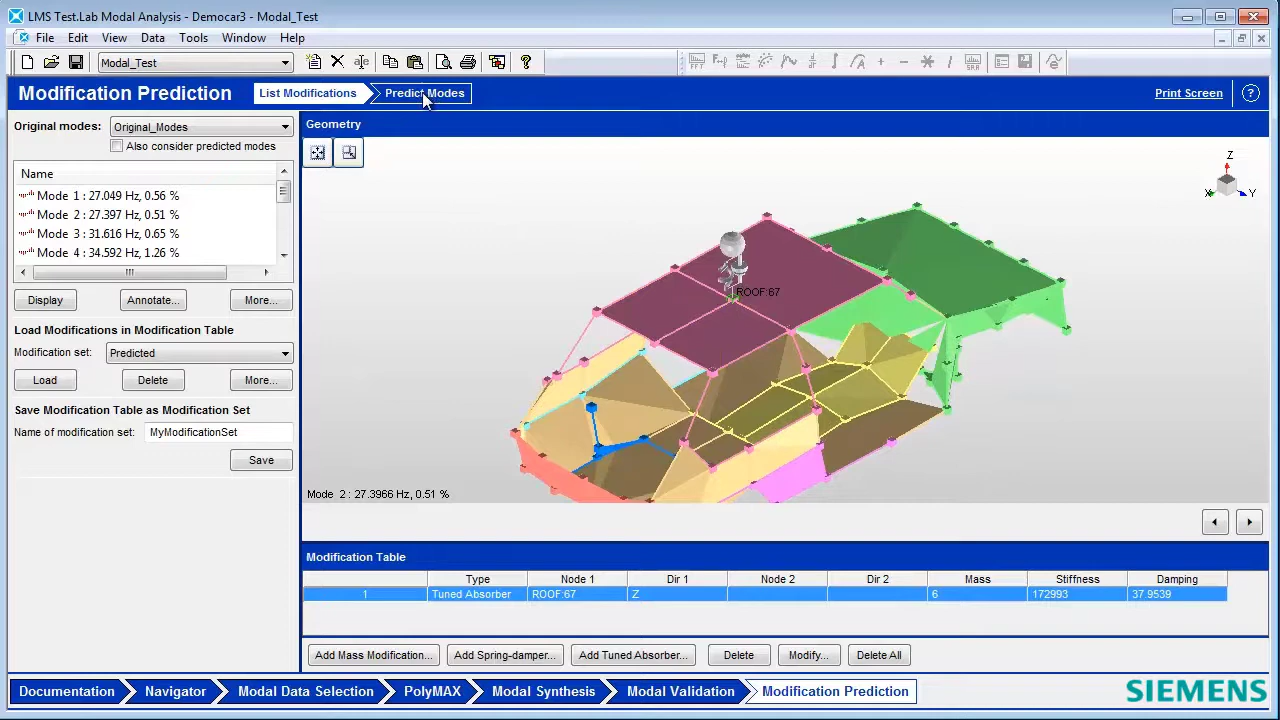 LMS Test.Lab Modal Analysis - Democar3 - Modal_Test
File Edit View Data Tools Window Help
Modal_Test
Modification Prediction List Modifications Predict Modes Print Screen
Original modes: Original_Modes
Also consider predicted modes
Name
Mode 1 : 27.049 Hz, 0.56 %
Mode 2 : 27.397 Hz, 0.51 %
Mode 3 : 31.616 Hz, 0.65 %
Mode 4 : 34.592 Hz, 1.26 %
Display Annotate... More...
Load Modifications in Modification Table
Modification set: Predicted
Load Delete More...
Save Modification Table as Modification Set
Name of modification set: MyModificationSet
Save
Geometry
Z
X Y
ROOF:67
Mode 2 : 27.3966 Hz, 0.51 %
Modification Table
Type Node 1 Dir 1 Node 2 Dir 2 Mass Stiffness Damping
1 Tuned Absorber ROOF:67 Z 6 172993 37.9539
Add Mass Modification... Add Spring-damper... Add Tuned Absorber... Delete Modify... Delete All
Documentation Navigator Modal Data Selection PolyMAX Modal Synthesis Modal Validation Modification Prediction
SIEMENS